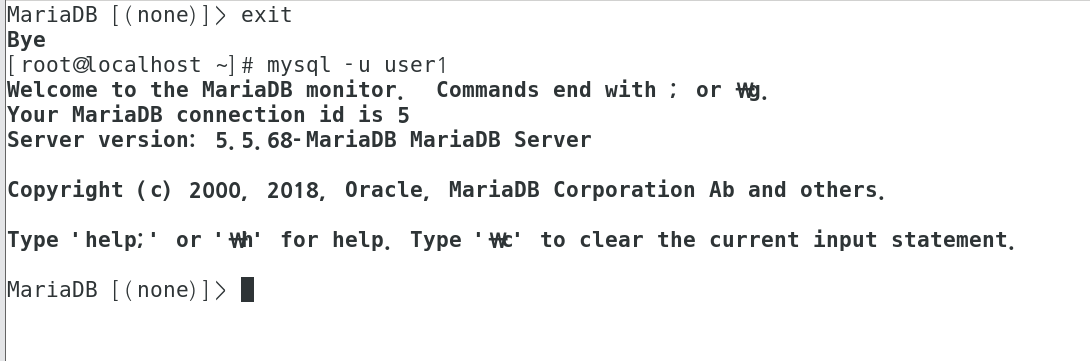 MariaDB [(none)]> exit
Bye
[root@localhost ~]# mysql -u user1
Welcome to the MariaDB monitor.  Commands end with ; or ₩g.
Your MariaDB connection id is 5
Server version: 5.5.68-MariaDB MariaDB Server
Copyright (c) 2000, 2018, Oracle, MariaDB Corporation Ab and others.
Type 'help;' or '₩h' for help. Type '₩c' to clear the current input statement.
MariaDB [(none)]>